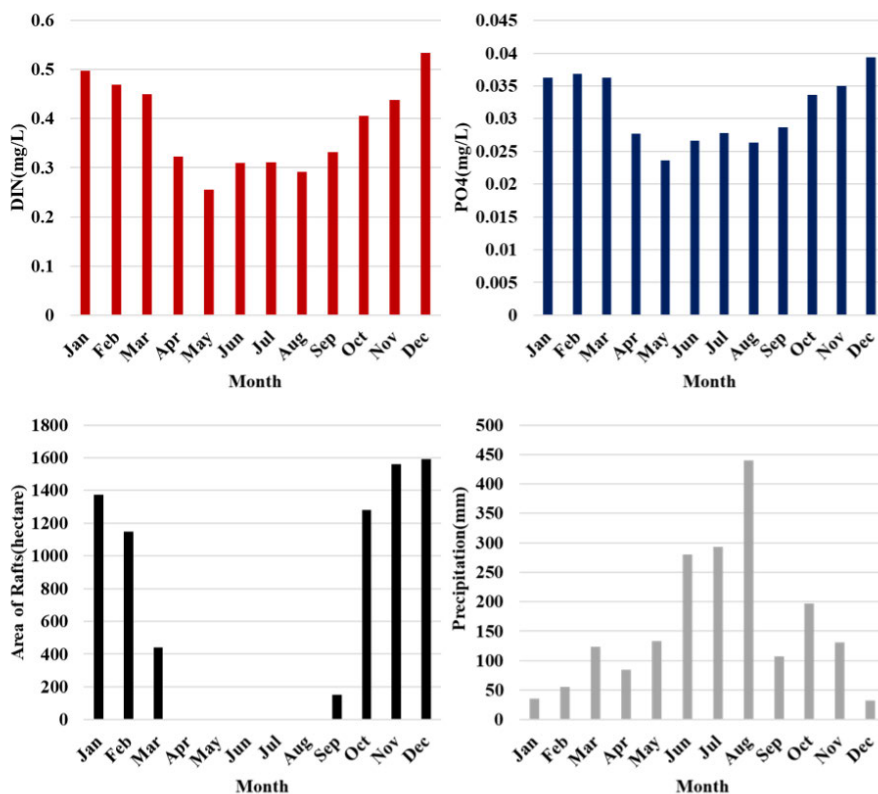 DIN(mg/L)
0.6
0.5
0.4
0.3
0.2
0.1
0
Jan
Feb
Mar
Apr
May
Jun
Jul
Aug
Sep
Oct
Nov
Dec
Month
PO4(mg/L)
0.045
0.04
0.035
0.03
0.025
0.02
0.015
0.01
0.005
0
Jan
Feb
Mar
Apr
May
Jun
Jul
Aug
Sep
Oct
Nov
Dec
Month
Area of Rafts(hectare)
1800
1600
1400
1200
1000
800
600
400
200
0
Jan
Feb
Mar
Apr
May
Jun
Jul
Aug
Sep
Oct
Nov
Dec
Month
Precipitation(mm)
500
450
400
350
300
250
200
150
100
50
0
Jan
Feb
Mar
Apr
May
Jun
Jul
Aug
Sep
Oct
Nov
Dec
Month